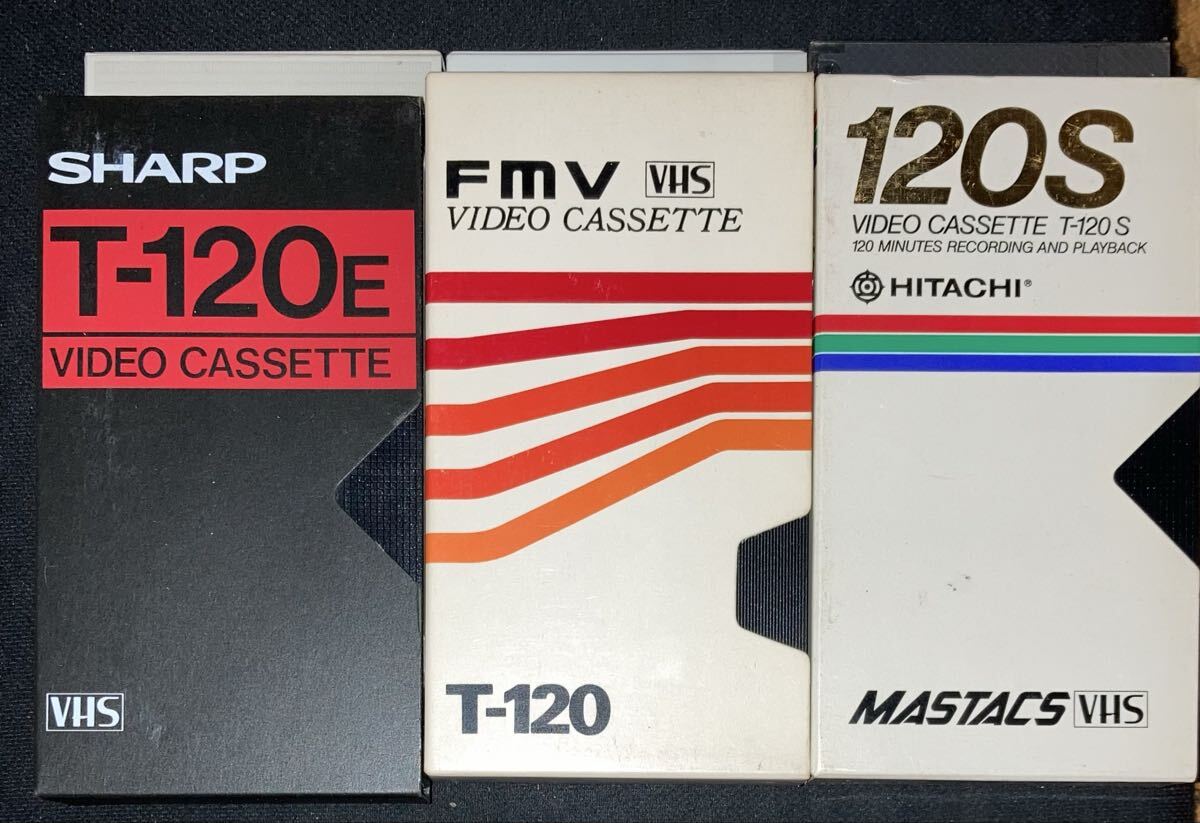 SHARP
T-120E
VIDEO CASSETTE
VHS
FMV VHS
VIDEO CASSETTE
T-120
120S
VIDEO CASSETTE T-120 S
120 MINUTES RECORDING AND PLAYBACK
HITACHI®
MASTACS VHS